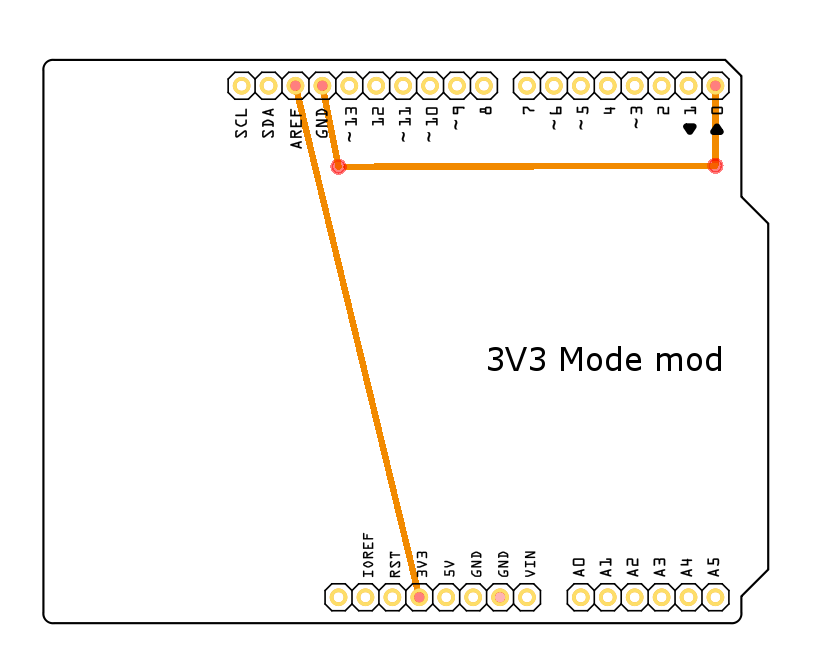 SCL SDA AREF GND ~13 12 ~11 ~10 ~9 8 7 ~6 ~5 4 ~3 2 1 0
3V3 Mode mod
IOREF RST 3V3 5V GND GND VIN A0 A1 A2 A3 A4 A5